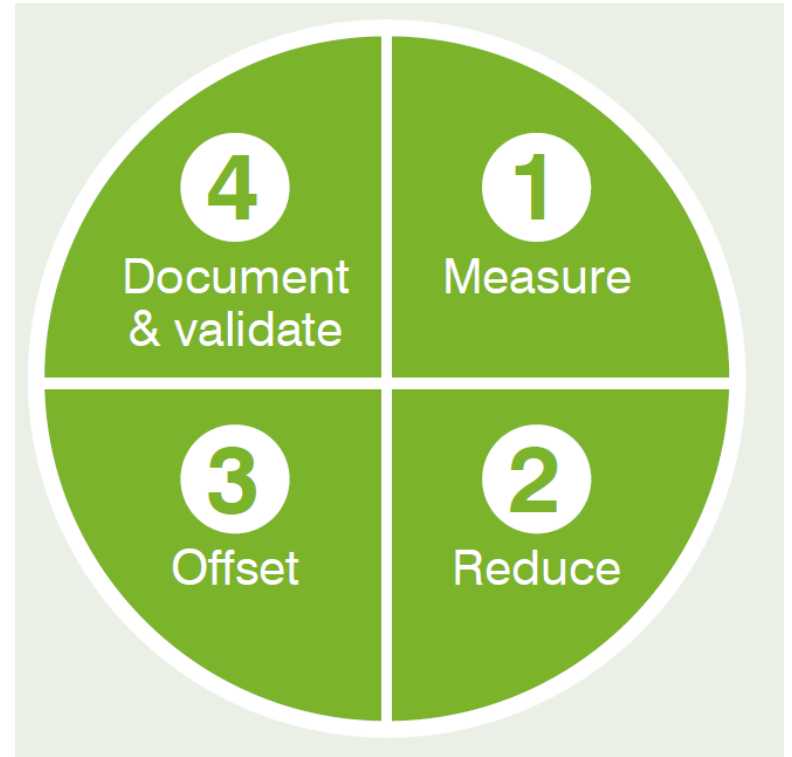 1
Measure
2
Reduce
3
Offset
4
Document
& validate